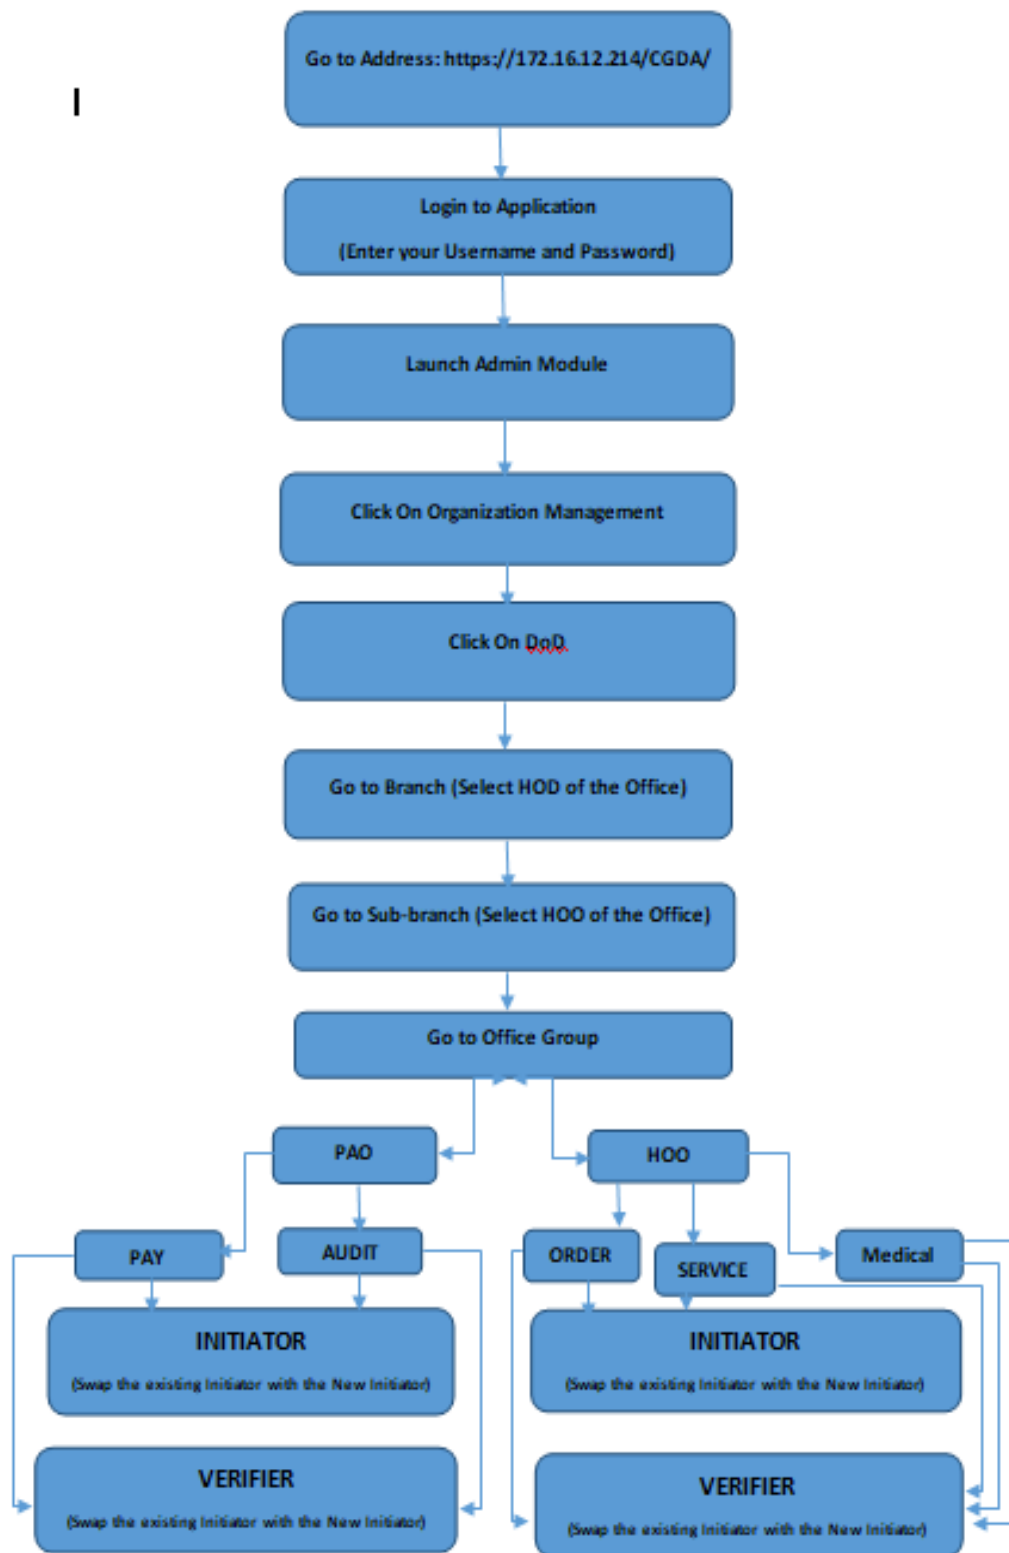 Go to Address: https://172.16.12.214/CGDA/
I
Login to Application
(Enter your Username and Password)
Launch Admin Module
Click On Organization Management
Click On DoD
Go to Branch (Select HOD of the Office)
Go to Sub-branch (Select HOO of the Office)
Go to Office Group
PAO
HOO
PAY
AUDIT
ORDER
SERVICE
Medical
INITIATOR
(Swap the existing Initiator with the New Initiator)
INITIATOR
(Swap the existing Initiator with the New Initiator)
VERIFIER
(Swap the existing Initiator with the New Initiator)
VERIFIER
(Swap the existing Initiator with the New Initiator)